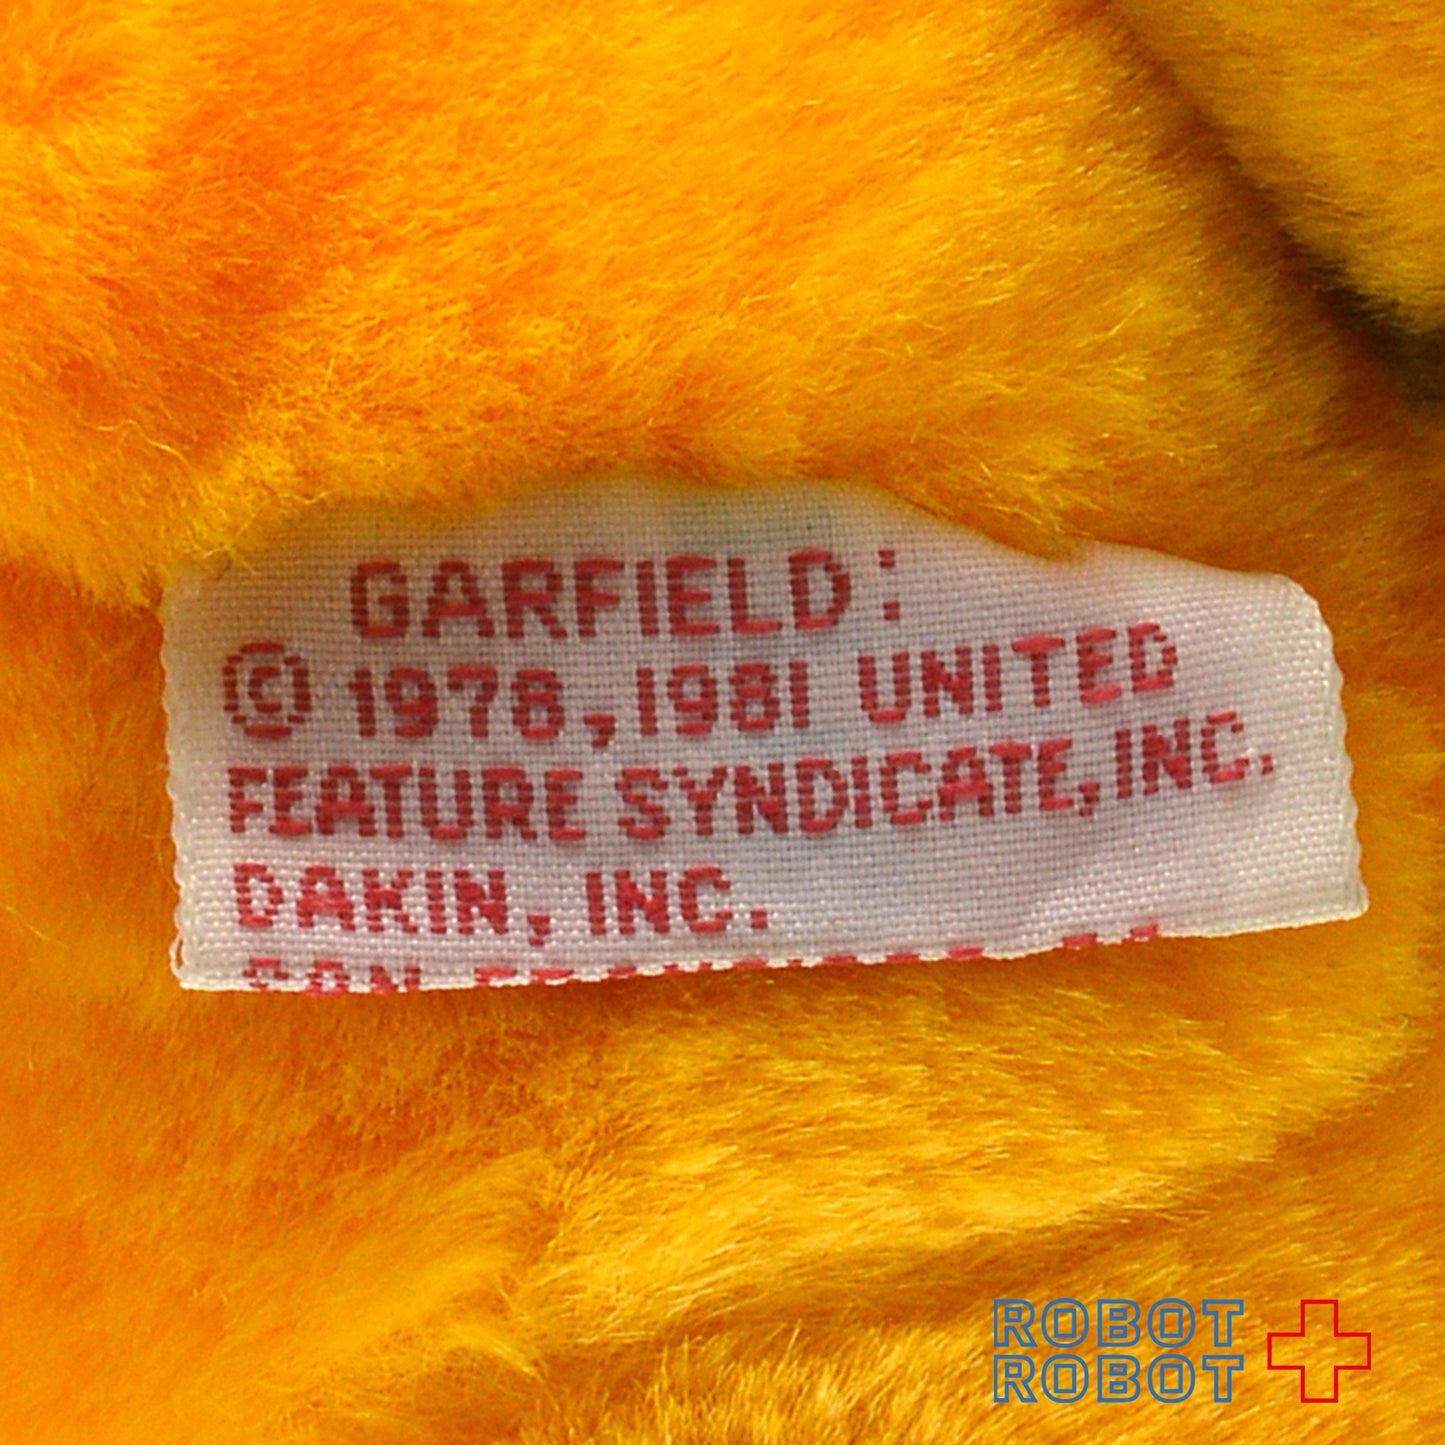 GARFIELD:
© 1978, 1981 UNITED
FEATURE SYNDICATE, INC.
DAKIN, INC.
ROBOT
ROBOT